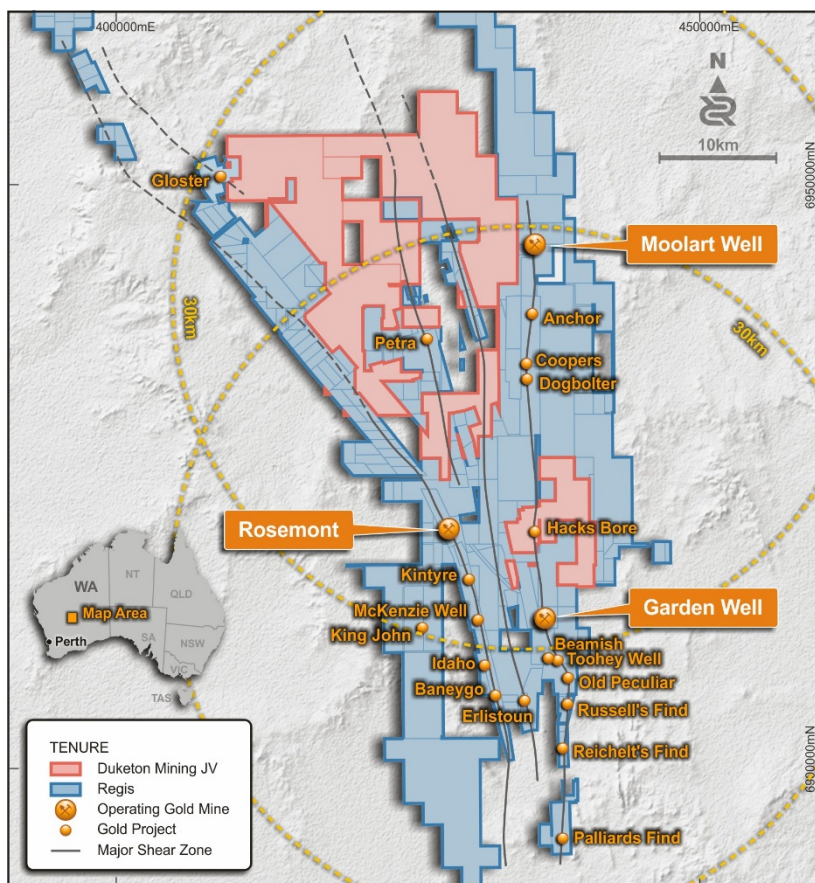 400000mE
450000mE
N
10km
6950000mN
Gloster
Moolart Well
30km
30km
Anchor
Petra
Coopers
Dogbolter
Rosemont
Hacks Bore
Kintyre
Garden Well
McKenzie Well
King John
Beamish
Toohey Well
Idaho
Old Peculiar
Baneygo
Erlistoun
Russell's Find
Reichelt's Find
6900000mN
Palliards Find
WA
NT
QLD
Map Area
Perth
SA
NSW
VIC
TAS
TENURE
Duketon Mining JV
Regis
Operating Gold Mine
Gold Project
Major Shear Zone